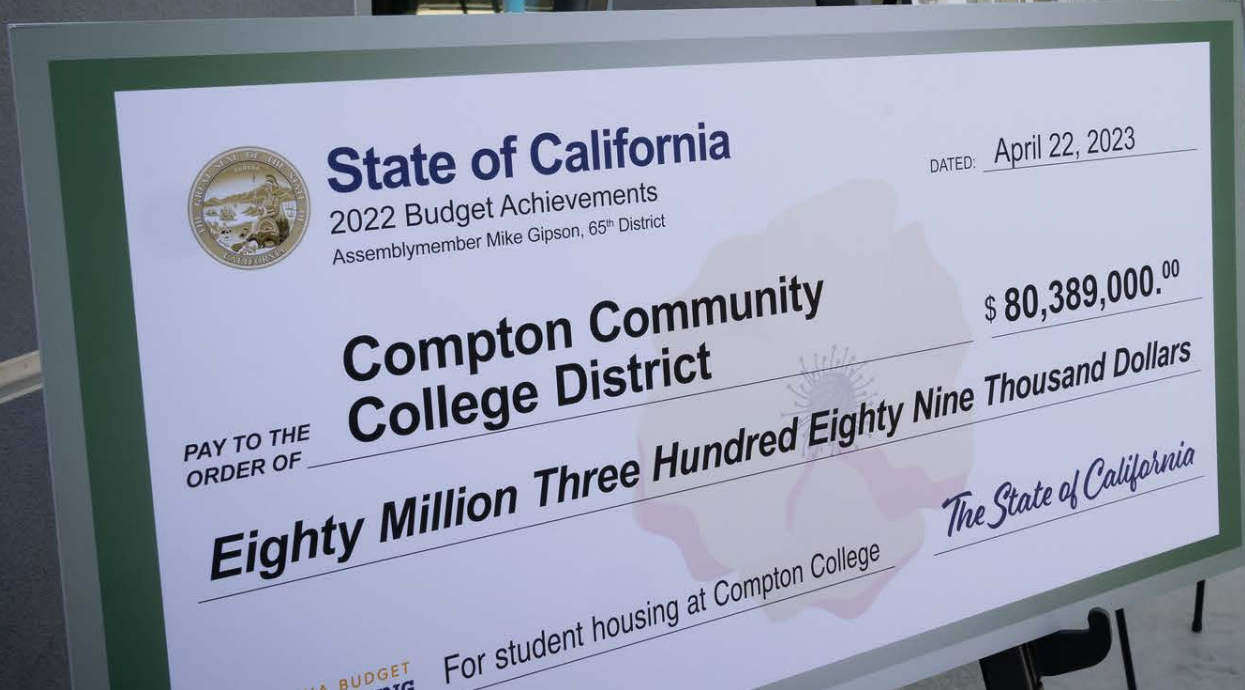 State of California
2022 Budget Achievements
Assemblymember Mike Gipson, 65th District
DATED: April 22, 2023
Compton Community
College District
$ 80,389,000.00
PAY TO THE
ORDER OF
Eighty Million Three Hundred Eighty Nine Thousand Dollars
The State of California
For student housing at Compton College
BUDGET